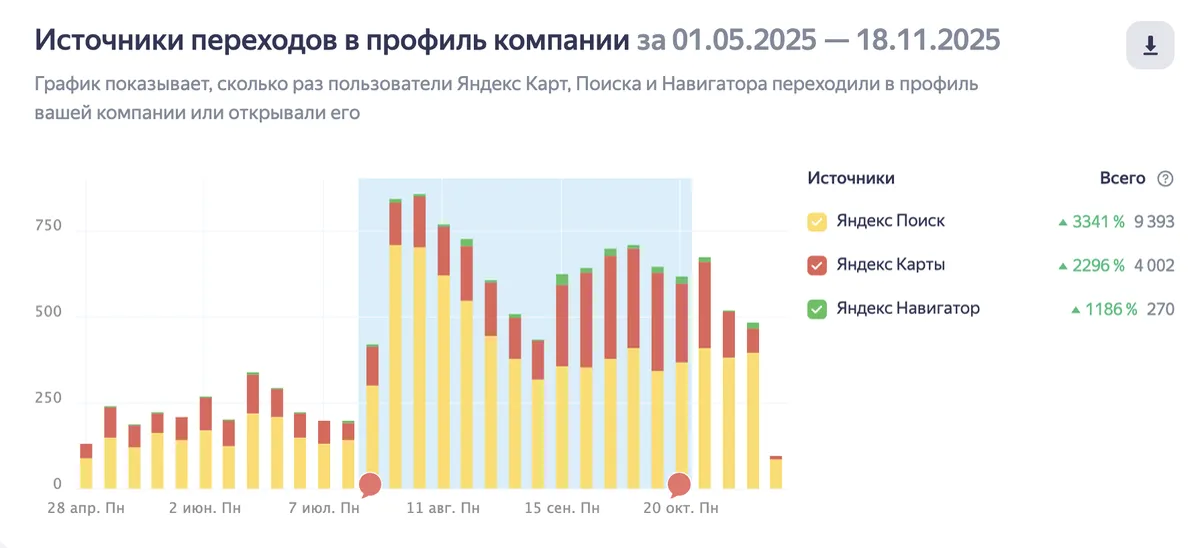 Источники переходов в профиль компании за 01.05.2025 — 18.11.2025
График показывает, сколько раз пользователи Яндекс Карт, Поиска и Навигатора переходили в профиль
вашей компании или открывали его
Источники Всего ?
Яндекс Поиск ▲ 3341 % 9 393
Яндекс Карты ▲ 2296 % 4 002
Яндекс Навигатор ▲ 1186 % 270
750
500
250
0
28 апр. Пн 2 июн. Пн 7 июл. Пн 11 авг. Пн 15 сен. Пн 20 окт. Пн